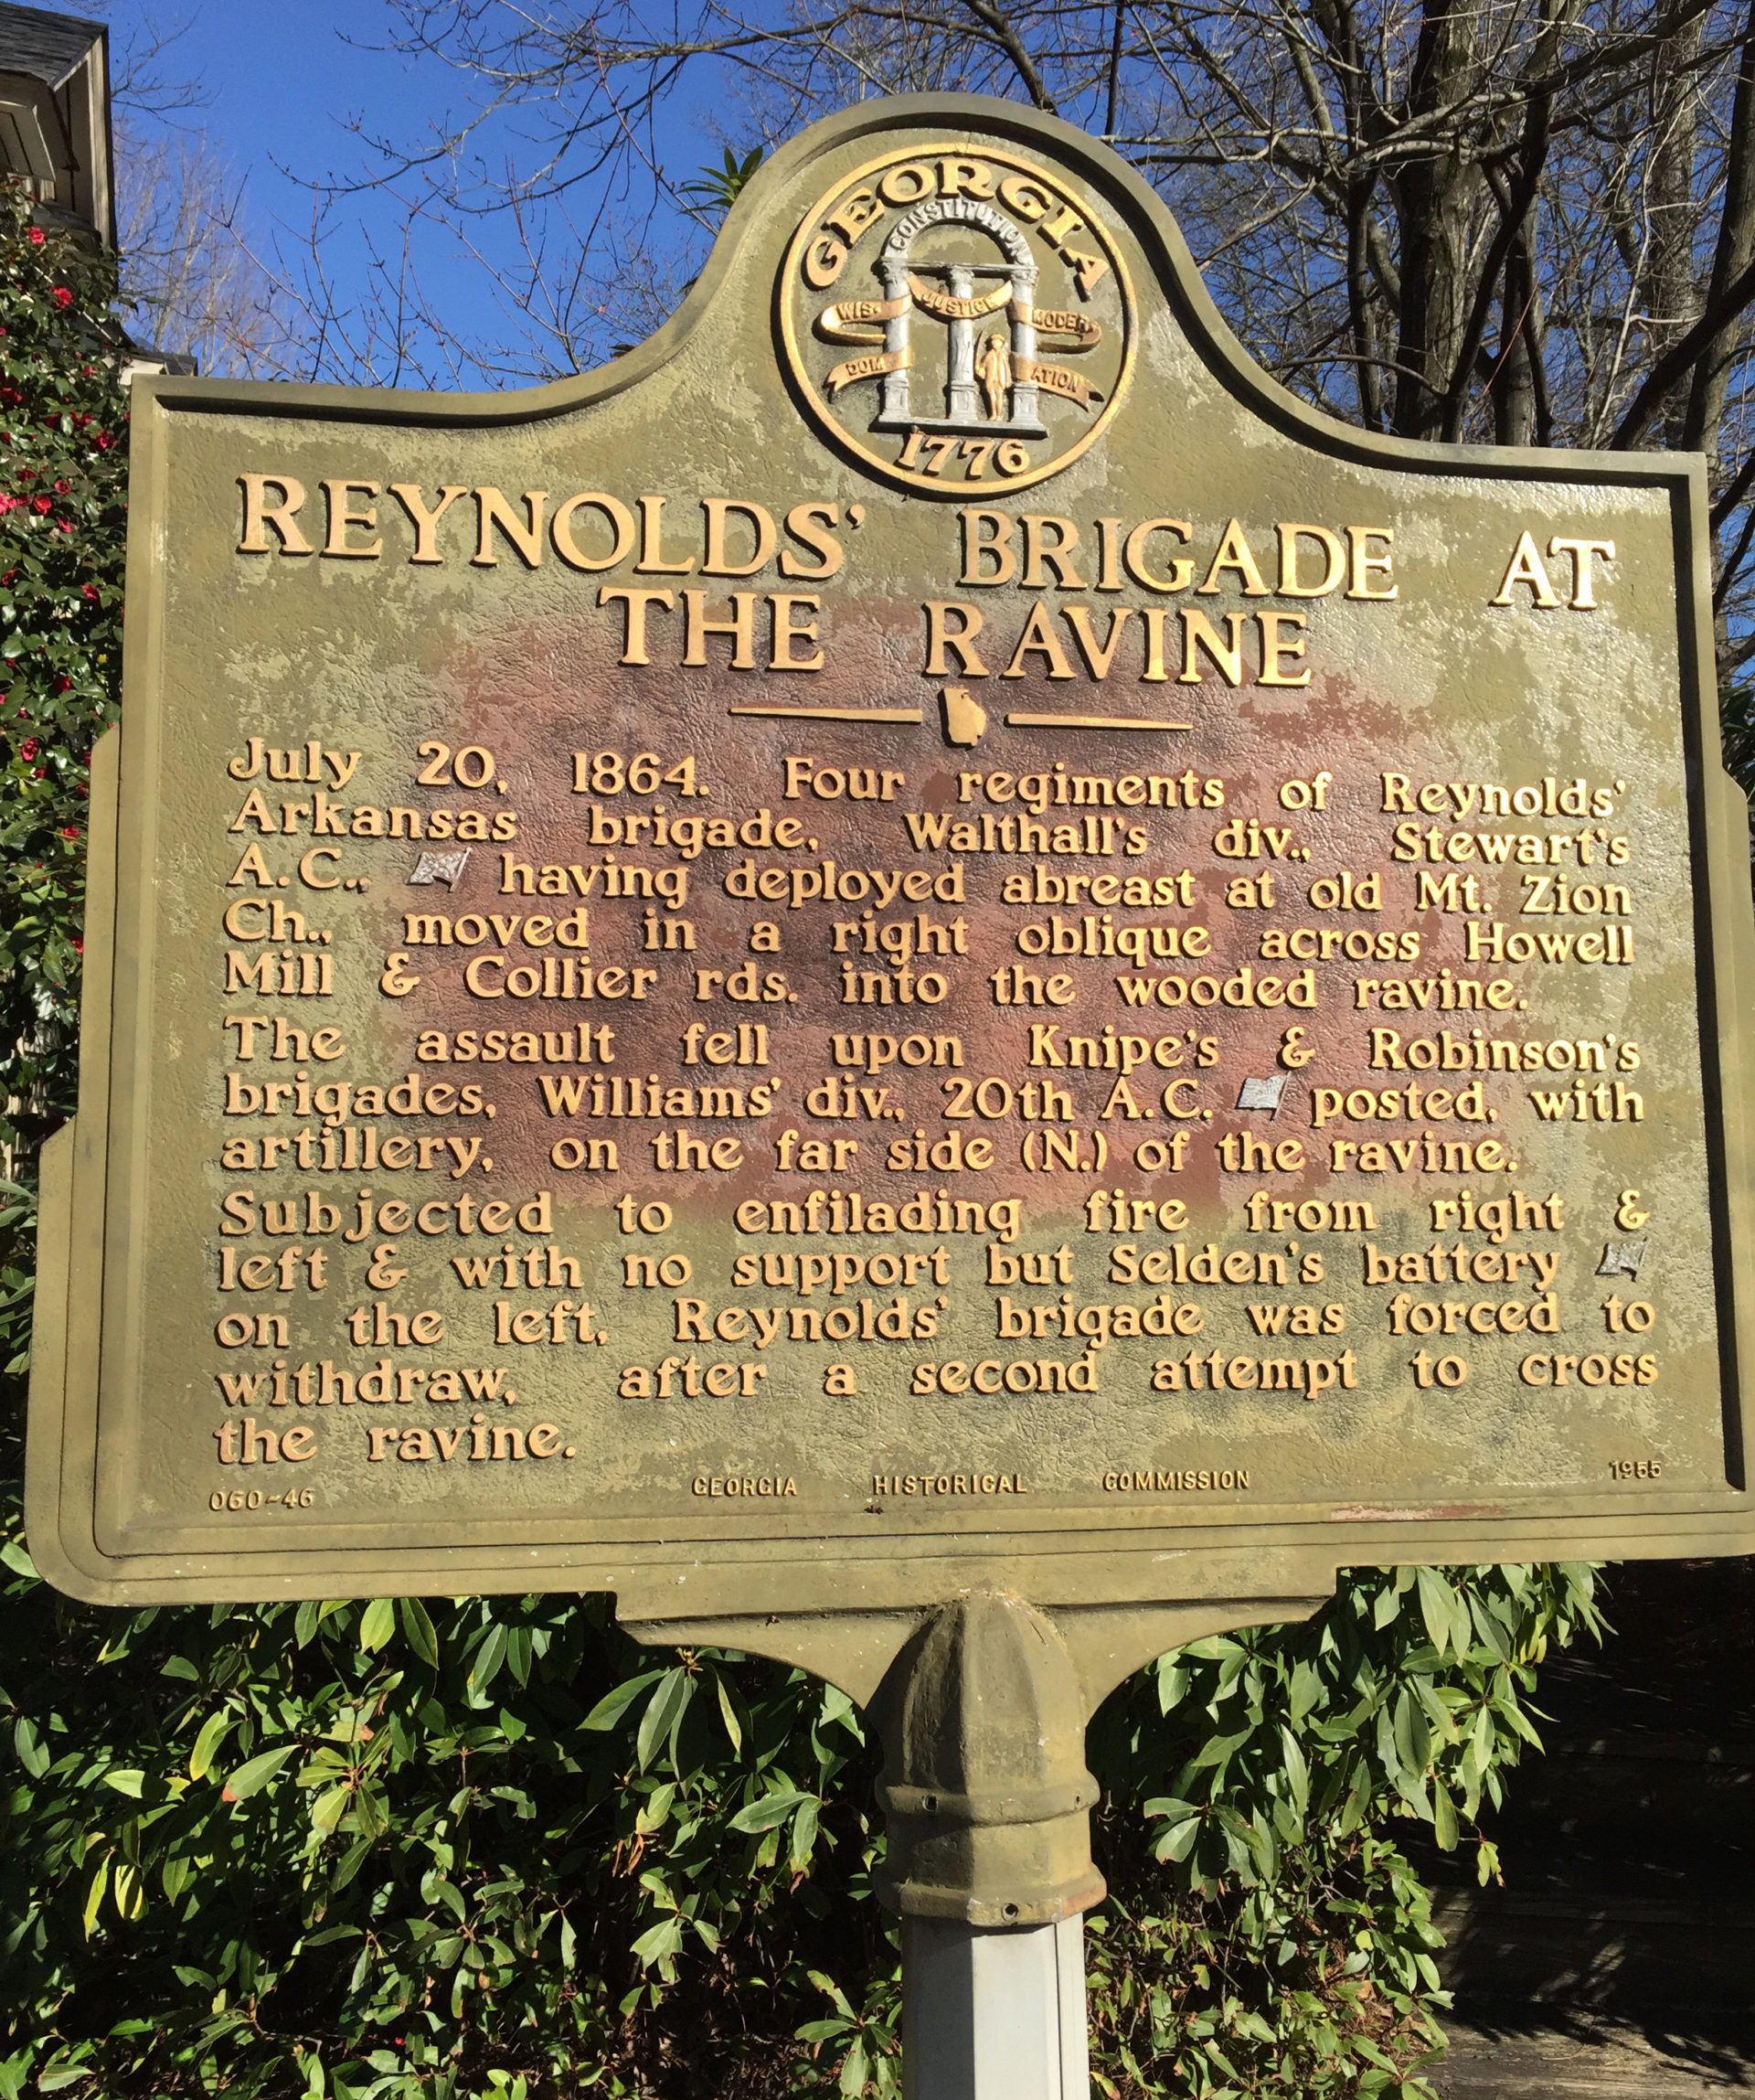 GEORGIA
CONSTITUTION
WIS- JUSTICE MODER
DOM ATION
1776
REYNOLDS' BRIGADE AT
THE RAVINE
July 20, 1864. Four regiments of Reynolds'
Arkansas brigade, Walthall's div., Stewart's
A.C., having deployed abreast at old Mt. Zion
Ch., moved in a right oblique across Howell
Mill & Collier rds. into the wooded ravine.
The assault fell upon Knipe's & Robinson's
brigades, Williams' div., 20th A.C. posted, with
artillery, on the far side (N.) of the ravine.
Subjected to enfilading fire from right &
left & with no support but Selden's battery
on the left, Reynolds' brigade was forced to
withdraw, after a second attempt to cross
the ravine.
060-46 GEORGIA HISTORICAL COMMISSION 1955